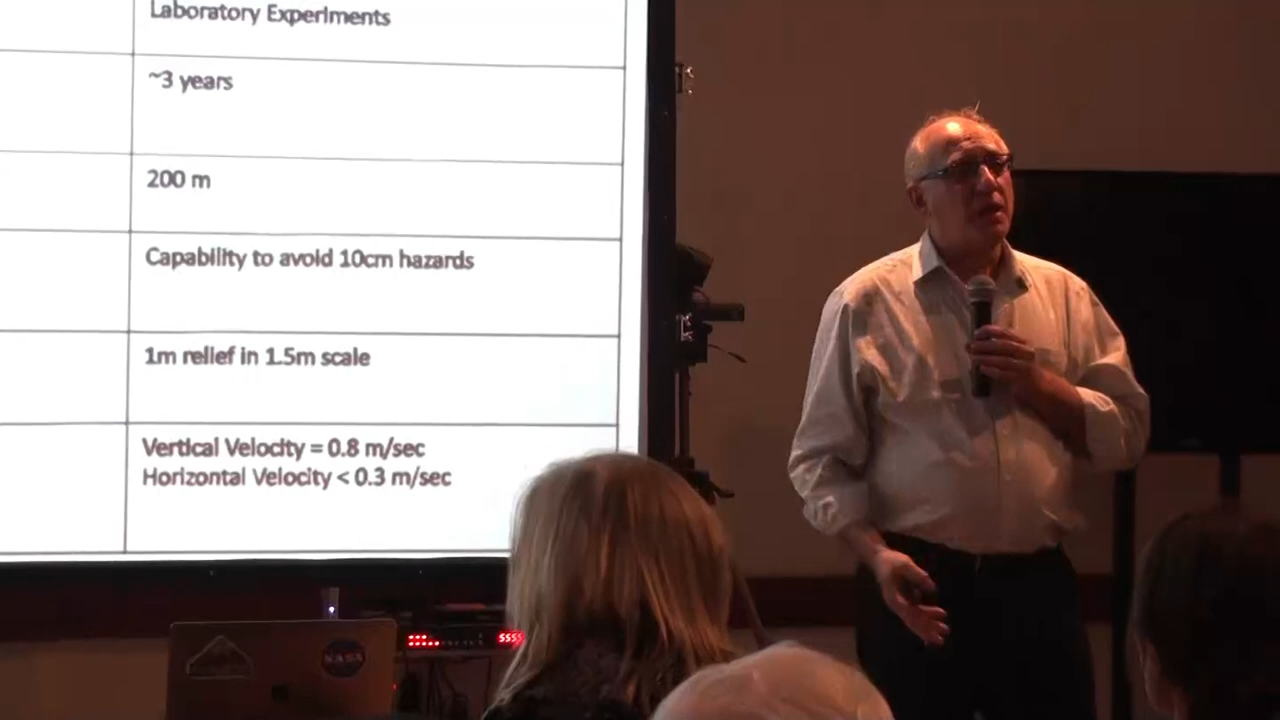 Laboratory Experiments
~3 years
200 m
Capability to avoid 10cm hazards
1m relief in 1.5m scale
Vertical Velocity = 0.8 m/sec
Horizontal Velocity < 0.3 m/sec
5555
NASA